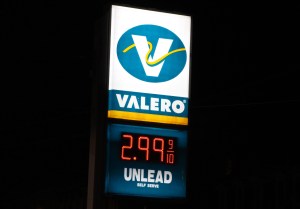 V
VALERO
2.99 9/10
UNLEAD
SELF SERVE